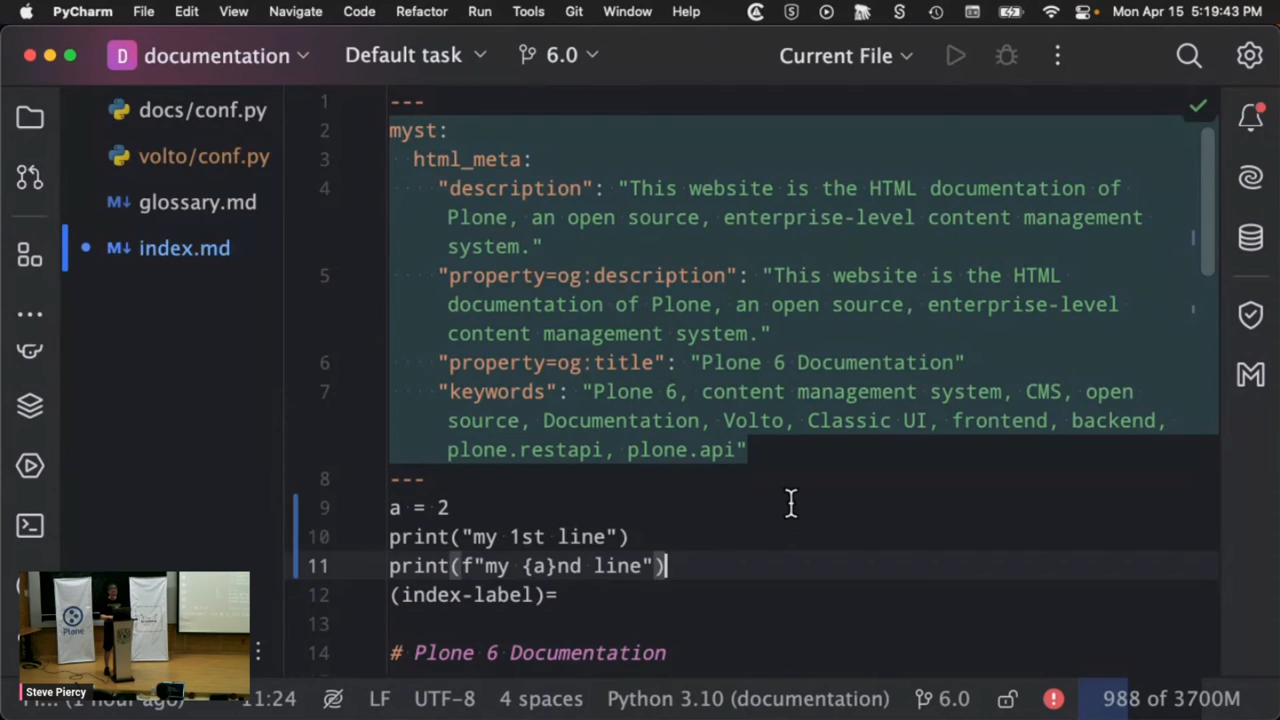 PyCharm File Edit View Navigate Code Refactor Run Tools Git Window Help Mon Apr 15 5:19:43 PM
D documentation Default task 6.0 Current File
docs/conf.py
volto/conf.py
M↓ glossary.md
M↓ index.md
1 ---
2 myst:
3 html_meta:
4 "description": "This website is the HTML documentation of
Plone, an open source, enterprise-level content management
system."
5 "property=og:description": "This website is the HTML
documentation of Plone, an open source, enterprise-level
content management system."
6 "property=og:title": "Plone 6 Documentation"
7 "keywords": "Plone 6, content management system, CMS, open
source, Documentation, Volto, Classic UI, frontend, backend,
plone.restapi, plone.api"
8 ---
9 a = 2
10 print("my 1st line")
11 print(f"my {a}nd line")
12 (index-label)=
13
14 # Plone 6 Documentation
Plone
Steve Piercy
(1 hour ago) 11:24 LF UTF-8 4 spaces Python 3.10 (documentation) 6.0 988 of 3700M